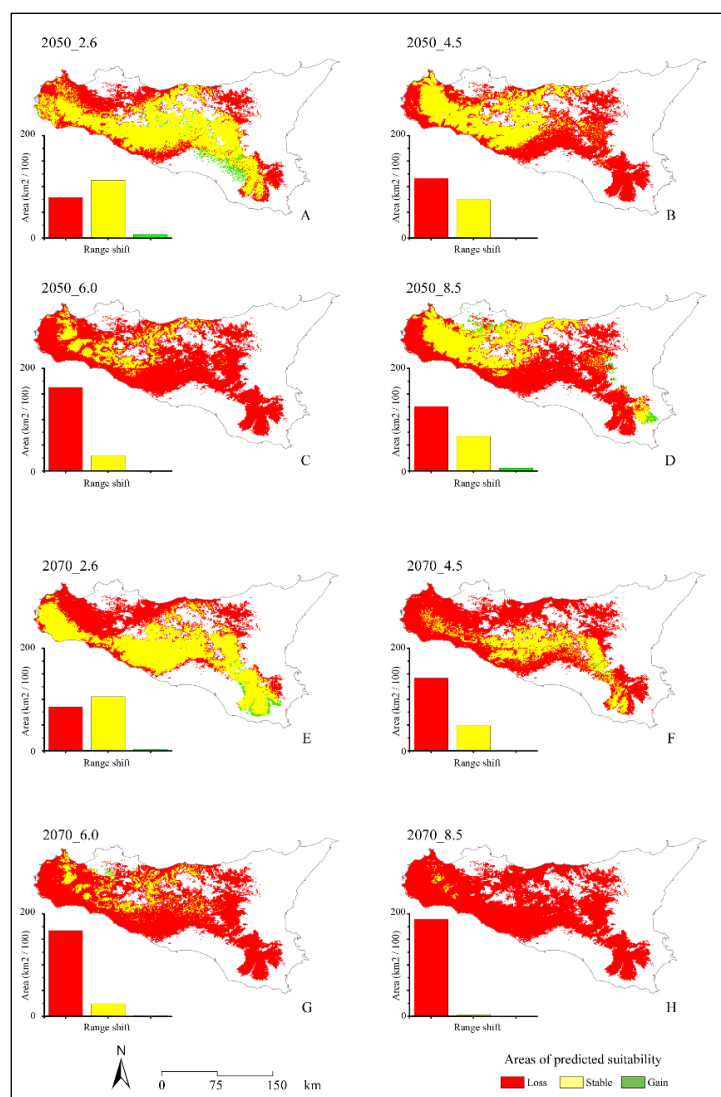 2050_2.6
200
Area (km2 / 100)
0
Range shift
A
2050_4.5
200
Area (km2 / 100)
0
Range shift
B
2050_6.0
200
Area (km2 / 100)
0
Range shift
C
2050_8.5
200
Area (km2 / 100)
0
Range shift
D
2070_2.6
200
Area (km2 / 100)
0
Range shift
E
2070_4.5
200
Area (km2 / 100)
0
Range shift
F
2070_6.0
200
Area (km2 / 100)
0
Range shift
G
2070_8.5
200
Area (km2 / 100)
0
Range shift
H
N
0 75 150
km
Areas of predicted suitability
Loss Stable Gain